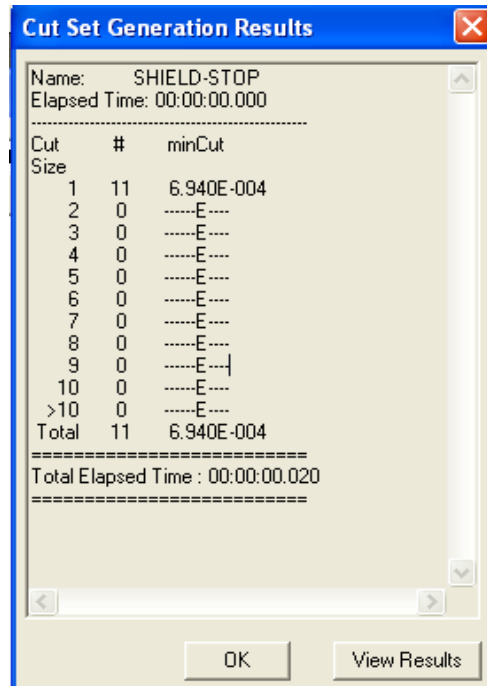 Cut Set Generation Results
Name: SHIELD-STOP
Elapsed Time: 00:00:00.000
------------------------------------------------
Cut # minCut
Size
1 11 6.940E-004
2 0 ------E----
3 0 ------E----
4 0 ------E----
5 0 ------E----
6 0 ------E----
7 0 ------E----
8 0 ------E----
9 0 ------E----
10 0 ------E----
>10 0 ------E----
Total 11 6.940E-004
==========================
Total Elapsed Time : 00:00:00.020
==========================
OK View Results